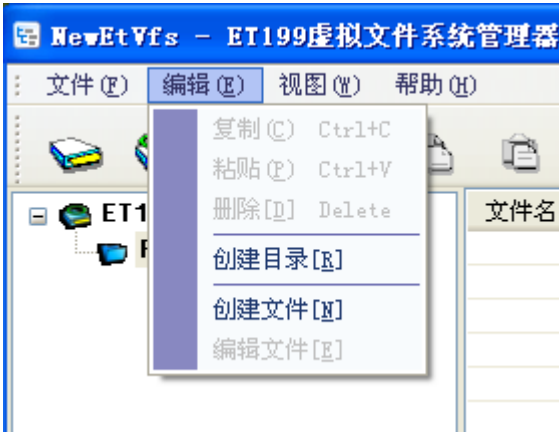 NewEtVfs - ET199虚拟文件系统管理器
文件(F) 编辑(E) 视图(W) 帮助(H)
复制(C) Ctrl+C
粘贴(P) Ctrl+V
删除[D] Delete
ET1
文件名
创建目录[R]
创建文件[N]
编辑文件[E]